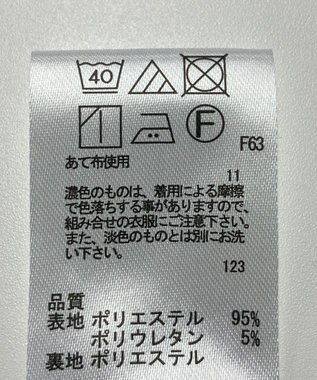 40
F
F63
あて布使用
11
濃色のものは、着用による摩擦
で色落ちする事がありますので、
組み合せの衣服にご注意下さい。
また、淡色のものとは別にお洗
い下さい。
123
品質
表地 ポリエステル 95%
ポリウレタン 5%
裏地 ポリエステル